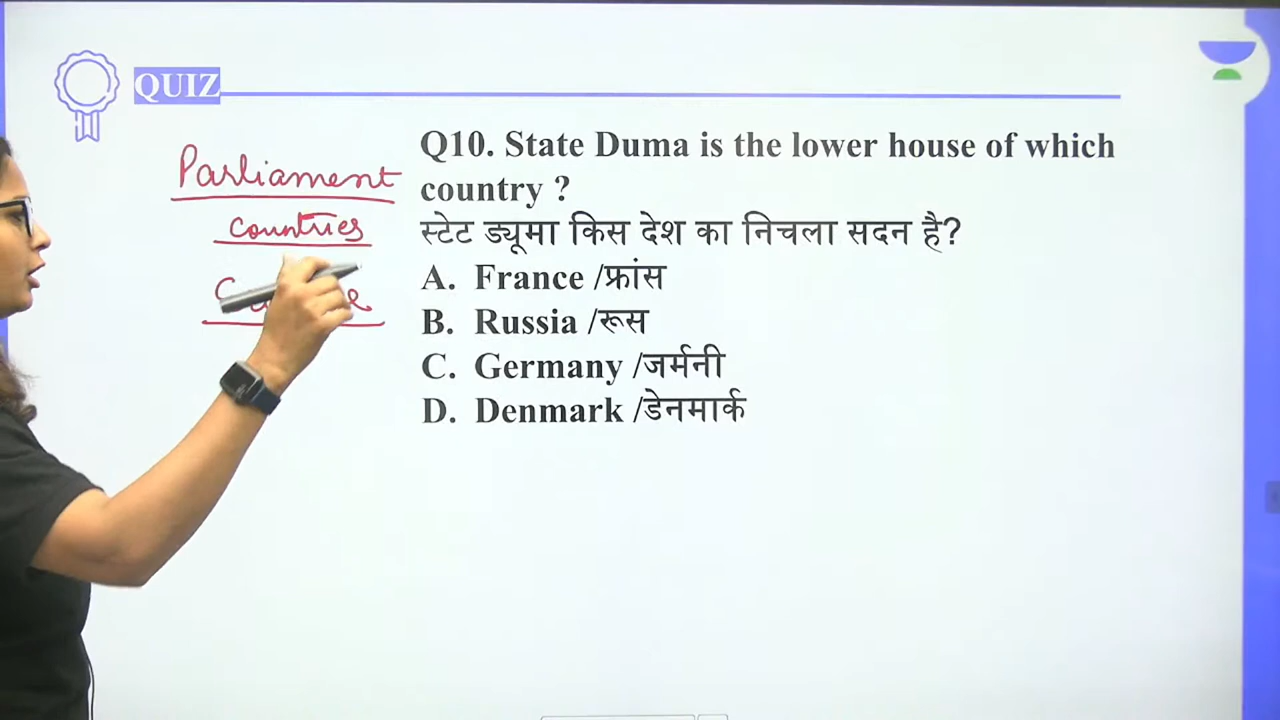 QUIZ
Parliament
countries
Q10. State Duma is the lower house of which
country ?
स्टेट ड्यूमा किस देश का निचला सदन है?
A. France /फ्रांस
B. Russia /रूस
C. Germany /जर्मनी
D. Denmark /डेनमार्क